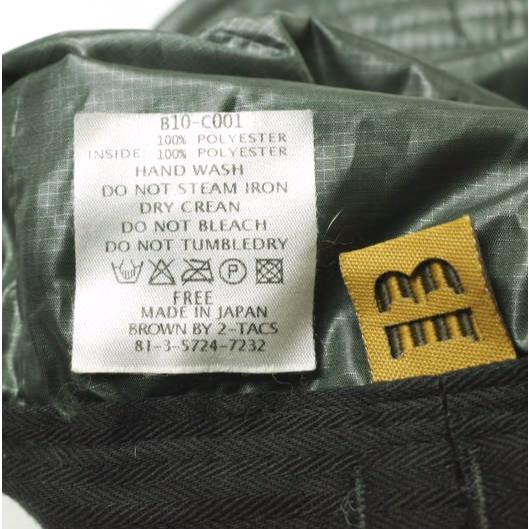 B10-C001
100% POLYESTER
INSIDE 100% POLYESTER
HAND WASH
DO NOT STEAM IRON
DRY CREAN
DO NOT BLEACH
DO NOT TUMBLEDRY
P
FREE
MADE IN JAPAN
BROWN BY 2-TACS
81-3-5724-7232